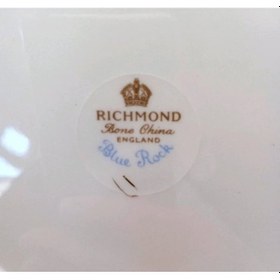 RICHMOND
Bone China
ENGLAND
Blue Rock